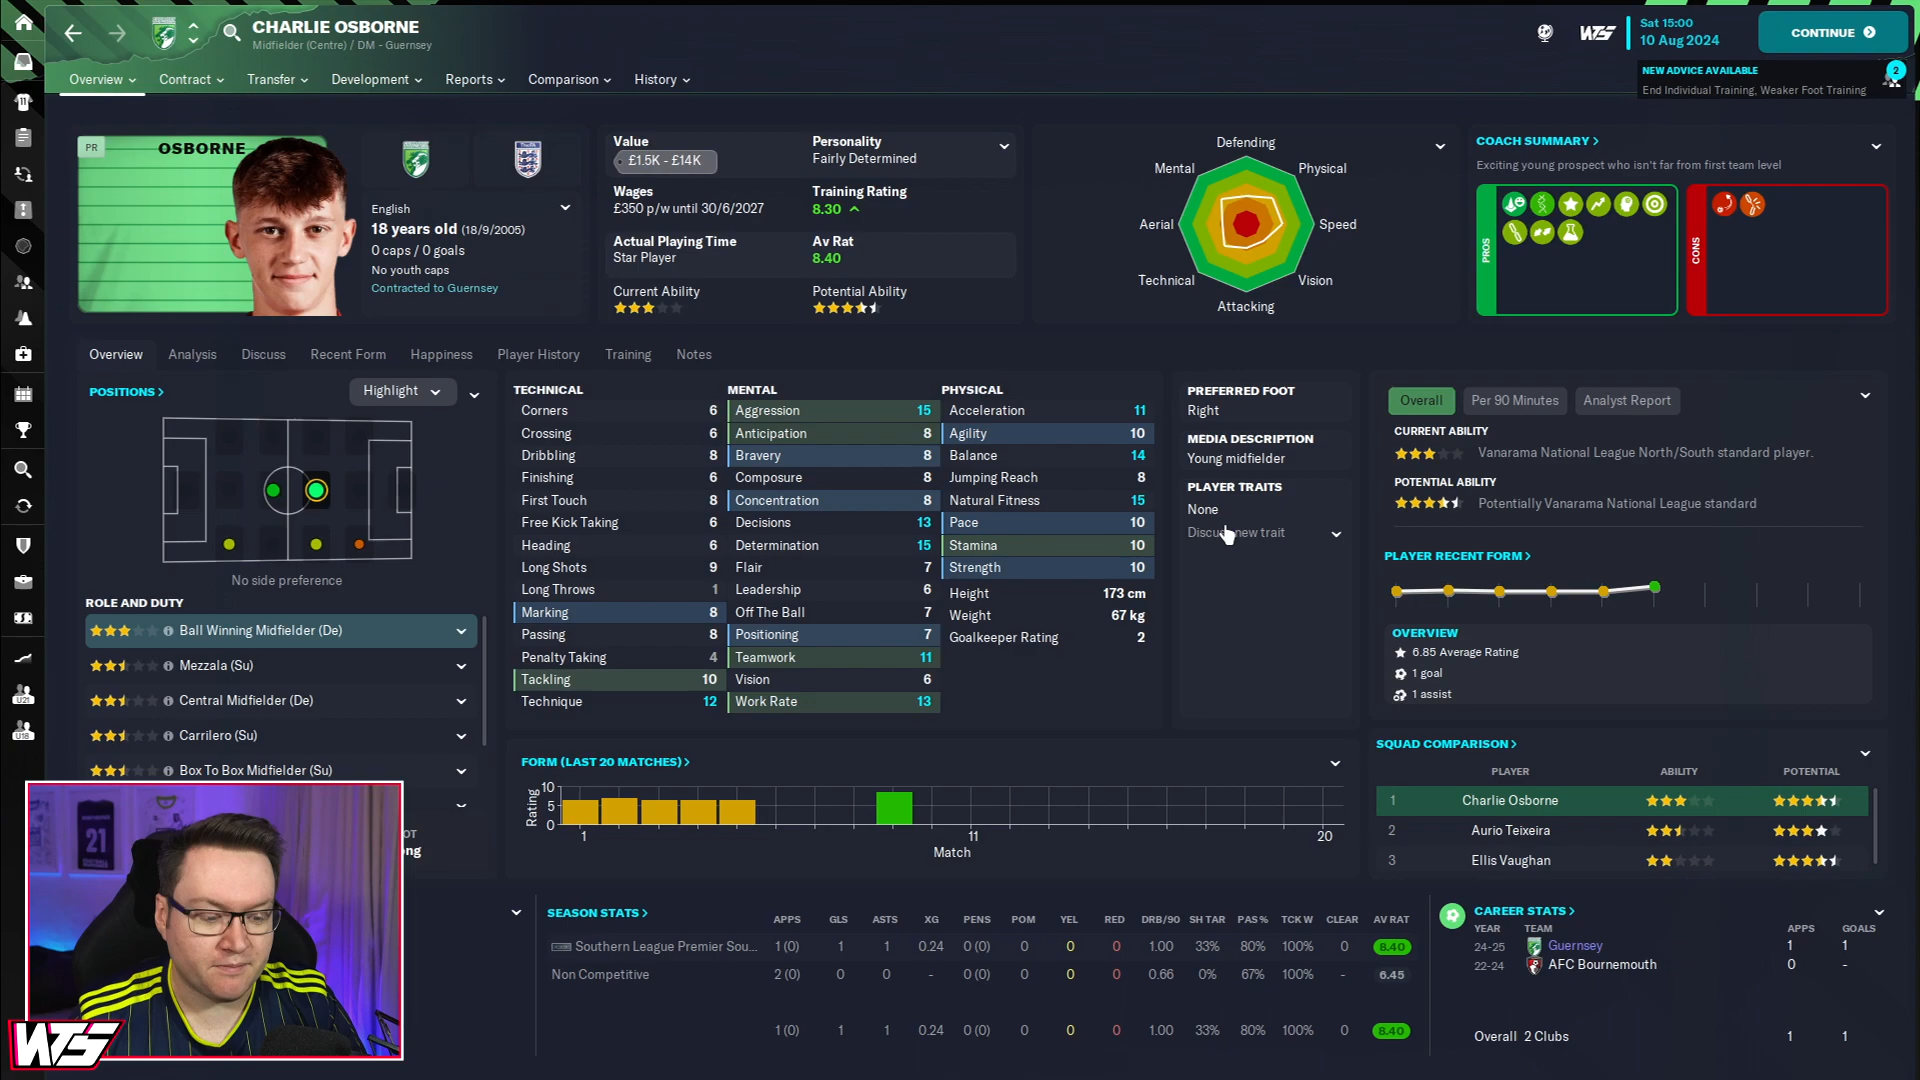 CHARLIE OSBORNE
Midfielder (Centre) / DM - Guernsey
WTS
Sat 15:00
10 Aug 2024
CONTINUE
NEW ADVICE AVAILABLE
2
End Individual Training, Weaker Foot Training
Overview
Contract
Transfer
Development
Reports
Comparison
History
PR
OSBORNE
English
18 years old (18/9/2005)
0 caps / 0 goals
No youth caps
Contracted to Guernsey
Value
£1.5K - £14K
Personality
Fairly Determined
Wages
£350 p/w until 30/6/2027
Training Rating
8.30
Actual Playing Time
Star Player
Av Rat
8.40
Current Ability
Potential Ability
Defending
Mental
Physical
Aerial
Speed
Technical
Vision
Attacking
COACH SUMMARY >
Exciting young prospect who isn't far from first team level
PROS
CONS
Overview
Analysis
Discuss
Recent Form
Happiness
Player History
Training
Notes
POSITIONS >
Highlight
No side preference
ROLE AND DUTY
Ball Winning Midfielder (De)
Mezzala (Su)
Central Midfielder (De)
Carrilero (Su)
Box To Box Midfielder (Su)
TECHNICAL
Corners 6
Crossing 6
Dribbling 8
Finishing 6
First Touch 8
Free Kick Taking 6
Heading 6
Long Shots 9
Long Throws 1
Marking 8
Passing 8
Penalty Taking 4
Tackling 10
Technique 12
MENTAL
Aggression 15
Anticipation 8
Bravery 8
Composure 8
Concentration 8
Decisions 13
Determination 15
Flair 7
Leadership 6
Off The Ball 7
Positioning 7
Teamwork 11
Vision 6
Work Rate 13
PHYSICAL
Acceleration 11
Agility 10
Balance 14
Jumping Reach 8
Natural Fitness 15
Pace 10
Stamina 10
Strength 10
Height 173 cm
Weight 67 kg
Goalkeeper Rating 2
PREFERRED FOOT
Right
MEDIA DESCRIPTION
Young midfielder
PLAYER TRAITS
None
Discuss new trait
Overall
Per 90 Minutes
Analyst Report
CURRENT ABILITY
Vanarama National League North/South standard player.
POTENTIAL ABILITY
Potentially Vanarama National League standard
PLAYER RECENT FORM >
OVERVIEW
6.85 Average Rating
1 goal
1 assist
FORM (LAST 20 MATCHES) >
Rating
10
5
0
1 11 20
Match
SQUAD COMPARISON >
PLAYER ABILITY POTENTIAL
1 Charlie Osborne
2 Aurio Teixeira
3 Ellis Vaughan
SEASON STATS > APPS GLS ASTS XG PENS POM YEL RED DRB/90 SH TAR PAS % TCK W CLEAR AV RAT
Southern League Premier Sou... 1 (0) 1 1 0.24 0 (0) 0 0 0 1.00 33% 80% 100% 0 8.40
Non Competitive 2 (0) 0 0 - 0 (0) 0 0 0 0.66 0% 67% 100% - 6.45
1 (0) 1 1 0.24 0 (0) 0 0 0 1.00 33% 80% 100% 0 8.40
CAREER STATS >
YEAR TEAM APPS GOALS
24-25 Guernsey 1 1
22-24 AFC Bournemouth 0 -
Overall 2 Clubs 1 1
21
OT
ng
WTS
U21
U18
11